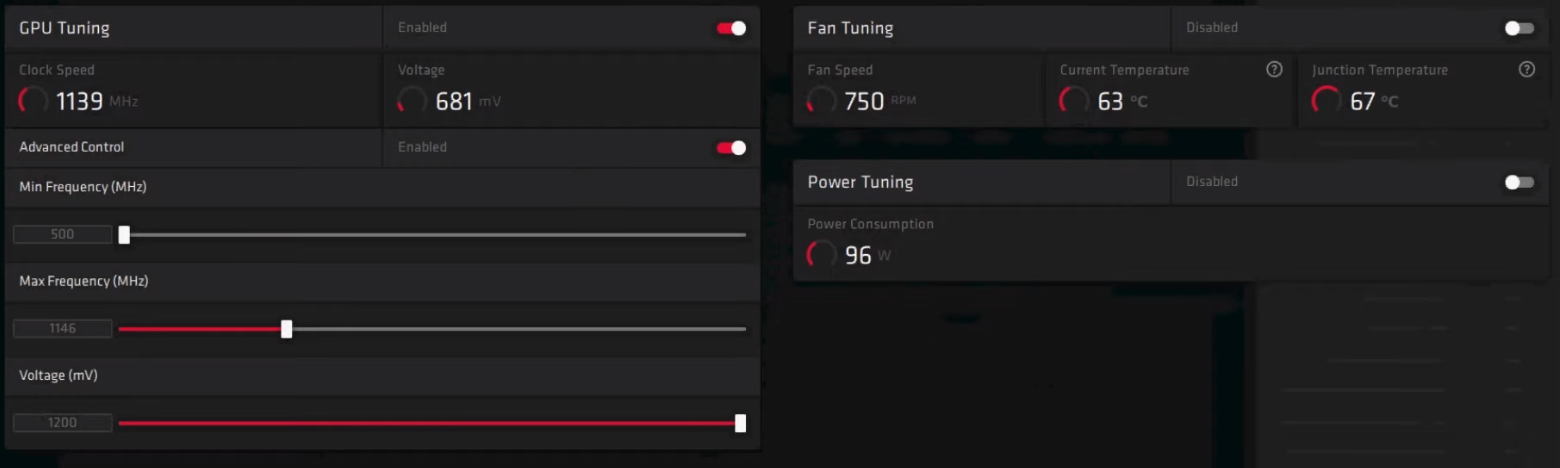 GPU Tuning Enabled
Clock Speed Voltage
1139 MHz 681 mV
Advanced Control Enabled
Min Frequency (MHz)
500
Max Frequency (MHz)
1146
Voltage (mV)
1200
Fan Tuning Disabled
Fan Speed Current Temperature ? Junction Temperature ?
750 RPM 63 °C 67 °C
Power Tuning Disabled
Power Consumption
96 W